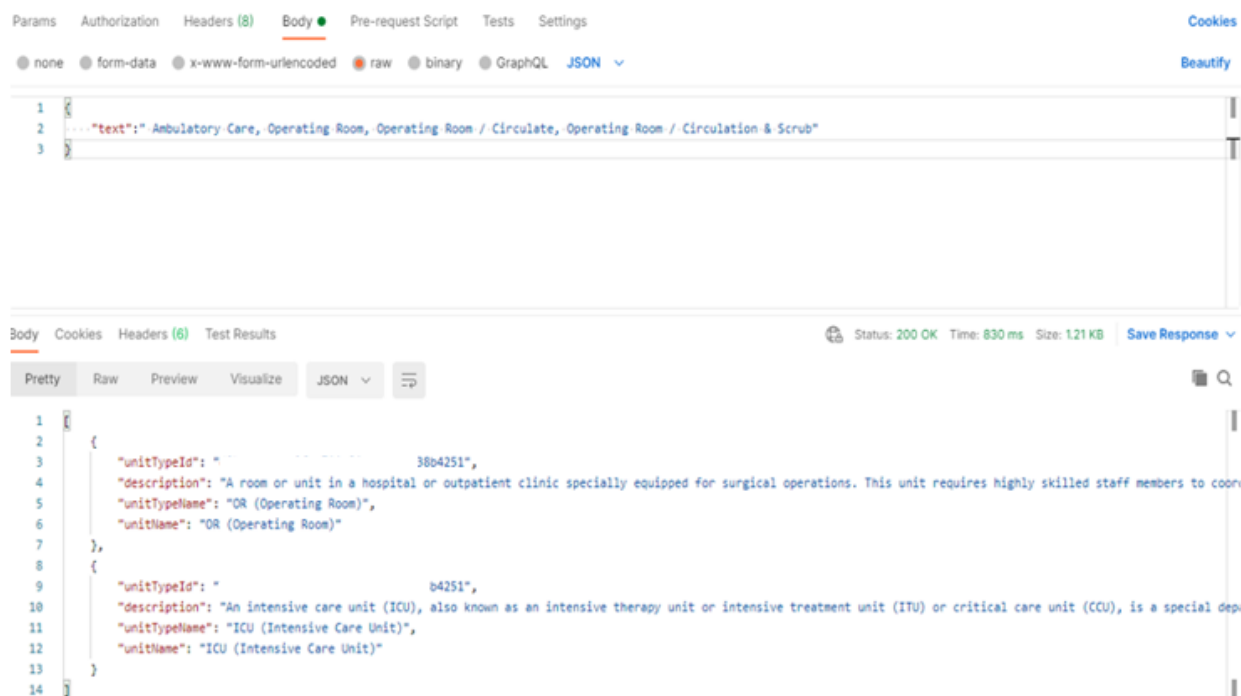 Params Authorization Headers (8) Body Pre-request Script Tests Settings Cookies
none form-data x-www-form-urlencoded raw binary GraphQL JSON Beautify
1 {
2 "text":" Ambulatory Care, Operating Room, Operating Room / Circulate, Operating Room / Circulation & Scrub"
3 }
Body Cookies Headers (6) Test Results Status: 200 OK Time: 830 ms Size: 1.21 KB Save Response
Pretty Raw Preview Visualize JSON
1 [
2 {
3 "unitTypeId": " 38b4251",
4 "description": "A room or unit in a hospital or outpatient clinic specially equipped for surgical operations. This unit requires highly skilled staff members to coor
5 "unitTypeName": "OR (Operating Room)",
6 "unitName": "OR (Operating Room)"
7 },
8 {
9 "unitTypeId": " b4251",
10 "description": "An intensive care unit (ICU), also known as an intensive therapy unit or intensive treatment unit (ITU) or critical care unit (CCU), is a special dep
11 "unitTypeName": "ICU (Intensive Care Unit)",
12 "unitName": "ICU (Intensive Care Unit)"
13 }
14 ]